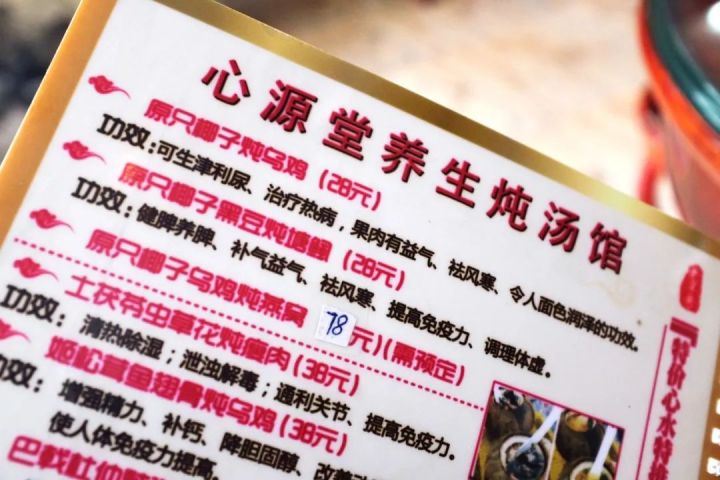 心源堂养生炖汤馆
原只椰子炖乌鸡 (28元)
功效:可生津利尿、治疗热病,果肉有益气、祛风寒、令人面色润泽的功效。
原只椰子黑豆炖塘鲺 (28元)
功效:健脾养脾、补气益气、祛风寒、提高免疫力、调理体虚。
原只椰子乌鸡炖燕窝 78元)(需预定)
土茯苓虫草花炖瘦肉(38元)
功效:清热除湿;泄浊解毒;通利关节、提高免疫力。
姬松茸鱼翅骨炖乌鸡(38元)
功效:增强精力、补钙、降胆固醇、改善
使人体免疫力提高。
巴戟杜仲
特价心水特推